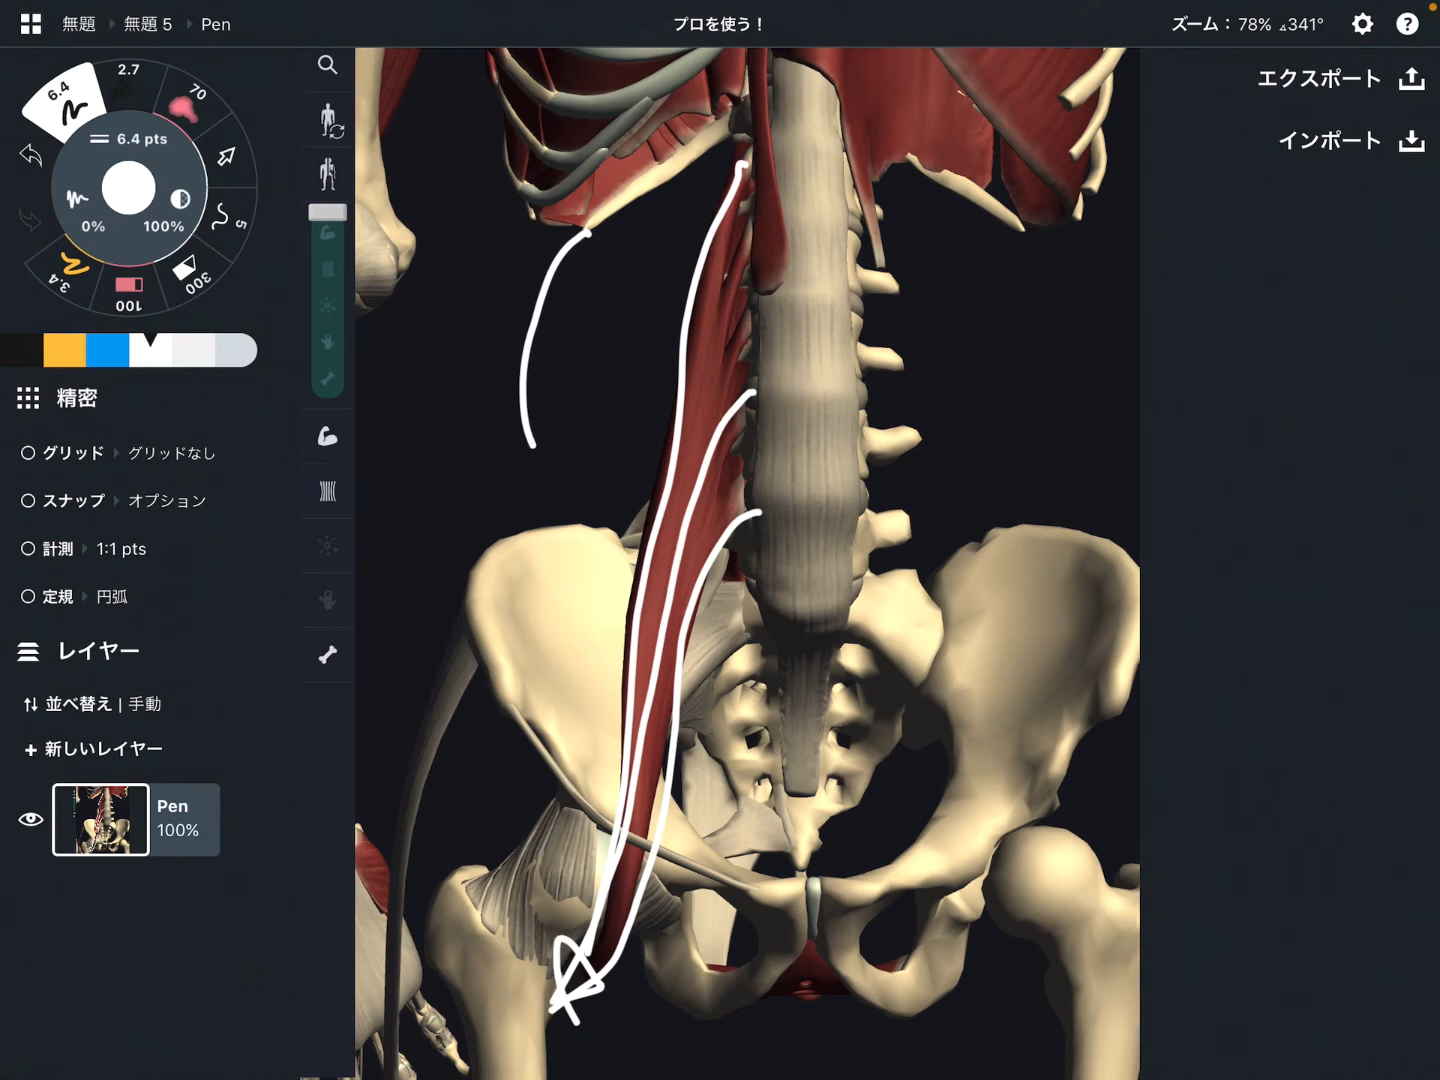 無題 無題 5 Pen プロを使う! ズーム: 78% ⊿341°
エクスポート
インポート
2.7
6.4
70
6.4 pts
0% 100%
5
3.4
100
300
精密
グリッド グリッドなし
スナップ オプション
計測 1:1 pts
定規 円弧
レイヤー
並べ替え | 手動
+ 新しいレイヤー
Pen
100%